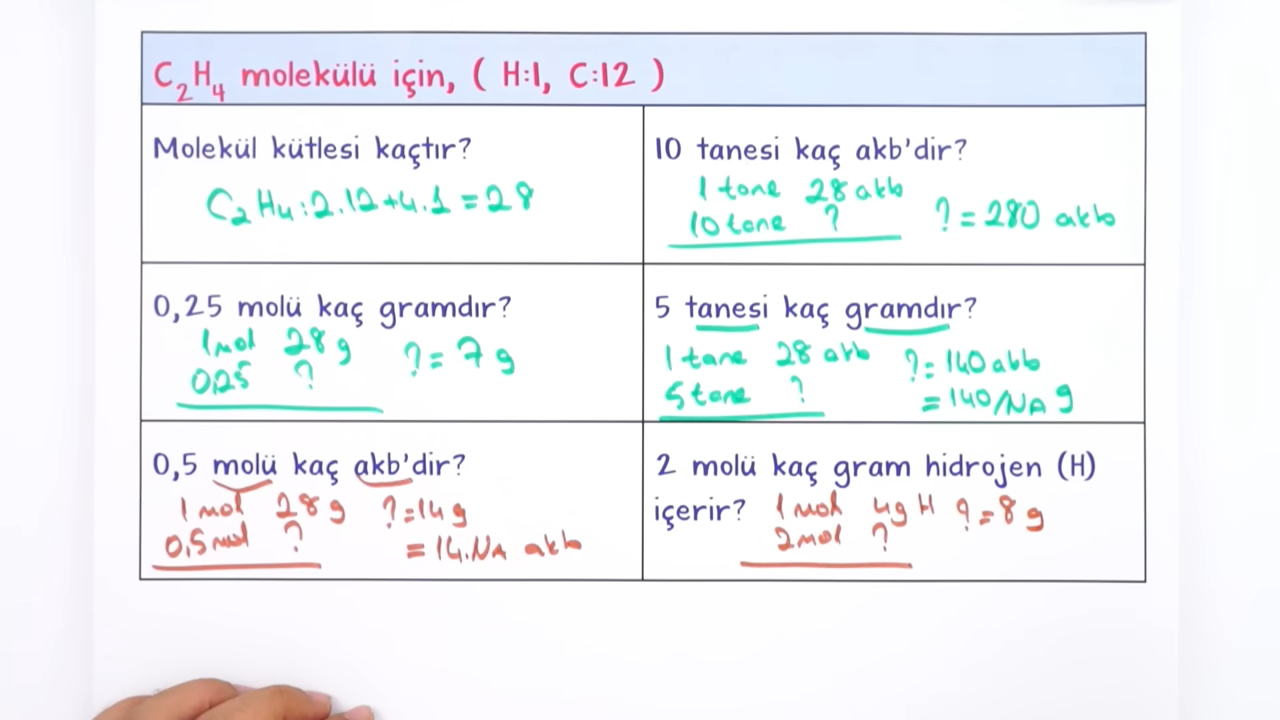 C₂H₄ molekülü için, ( H:1, C:12 )
Molekül kütlesi kaçtır?
C₂H₄:2.12+4.1=28
10 tanesi kaç akb'dir?
1 tane 28 akb
10 tane ? ?=280 akb
0,25 molü kaç gramdır?
1mol 28 g ?=7 g
0,25 ?
5 tanesi kaç gramdır?
1 tane 28 akb ?=140 akb
5 tane ? =140/NA g
0,5 molü kaç akb'dir?
1 mol 28 g ?=14 g
0,5 mol ? =14.NA akb
2 molü kaç gram hidrojen (H)
içerir? 1 mol 4g H ?=8 g
2mol ?